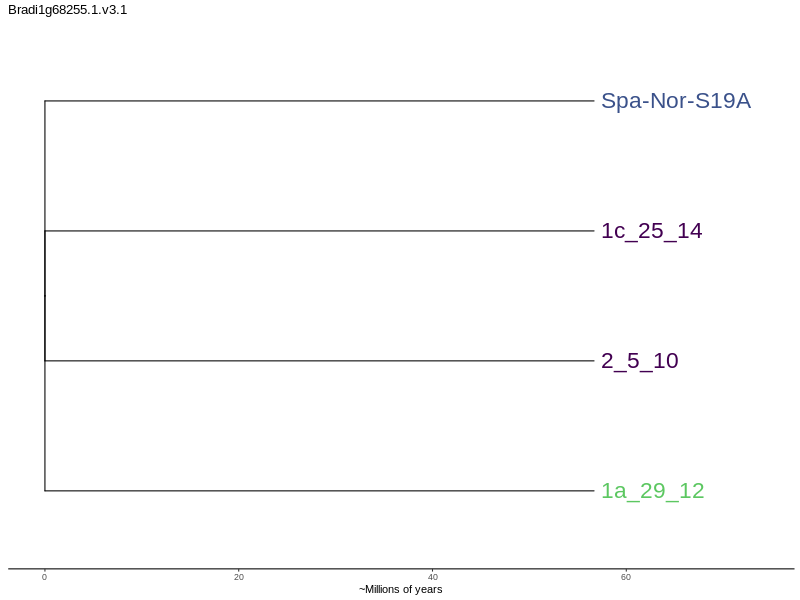 Bradi1g68255.1.v3.1
Spa-Nor-S19A
1c_25_14
2_5_10
1a_29_12
0 20 40 60
~Millions of years